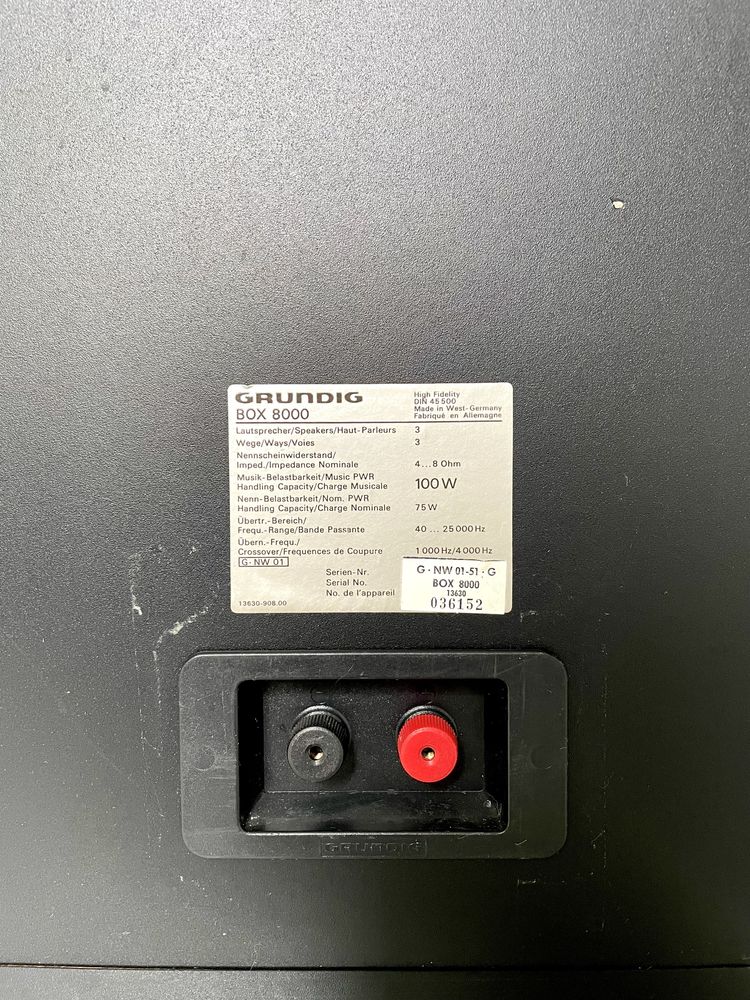 GRUNDIG
BOX 8000
High Fidelity
DIN 45 500
Made in West-Germany
Fabriqué en Allemagne
Lautsprecher/Speakers/Haut-Parleurs 3
Wege/Ways/Voies 3
Nennscheinwiderstand/
Imped./Impedance Nominale 4...8 Ohm
Musik-Belastbarkeit/Music PWR
Handling Capacity/Charge Musicale 100 W
Nenn-Belastbarkeit/Nom. PWR
Handling Capacity/Charge Nominale 75 W
Übertr.-Bereich/
Frequ.-Range/Bande Passante 40 ... 25 000 Hz
Übern.-Frequ./
Crossover/Frequences de Coupure 1 000 Hz/4 000 Hz
G · NW 01
Serien-Nr.
Serial No.
No. de l'appareil
13630-908.00
G · NW 01-51 · G
BOX 8000
13630
036152
GRUNDIG